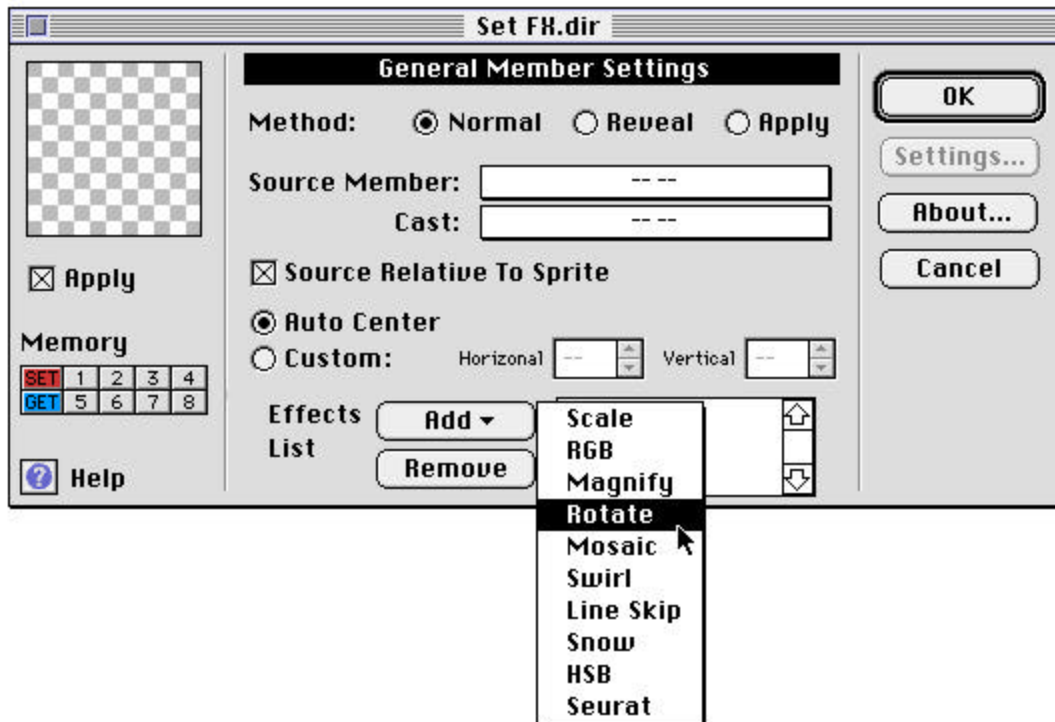 Set FX.dir
General Member Settings
Method: Normal Reveal Apply
Source Member: -- --
Cast: -- --
Source Relative To Sprite
Auto Center
Custom: Horizonal -- Vertical --
Apply
Memory
SET 1 2 3 4
GET 5 6 7 8
? Help
Effects
List
Add
Remove
Scale
RGB
Magnify
Rotate
Mosaic
Swirl
Line Skip
Snow
HSB
Seurat
OK
Settings...
About...
Cancel